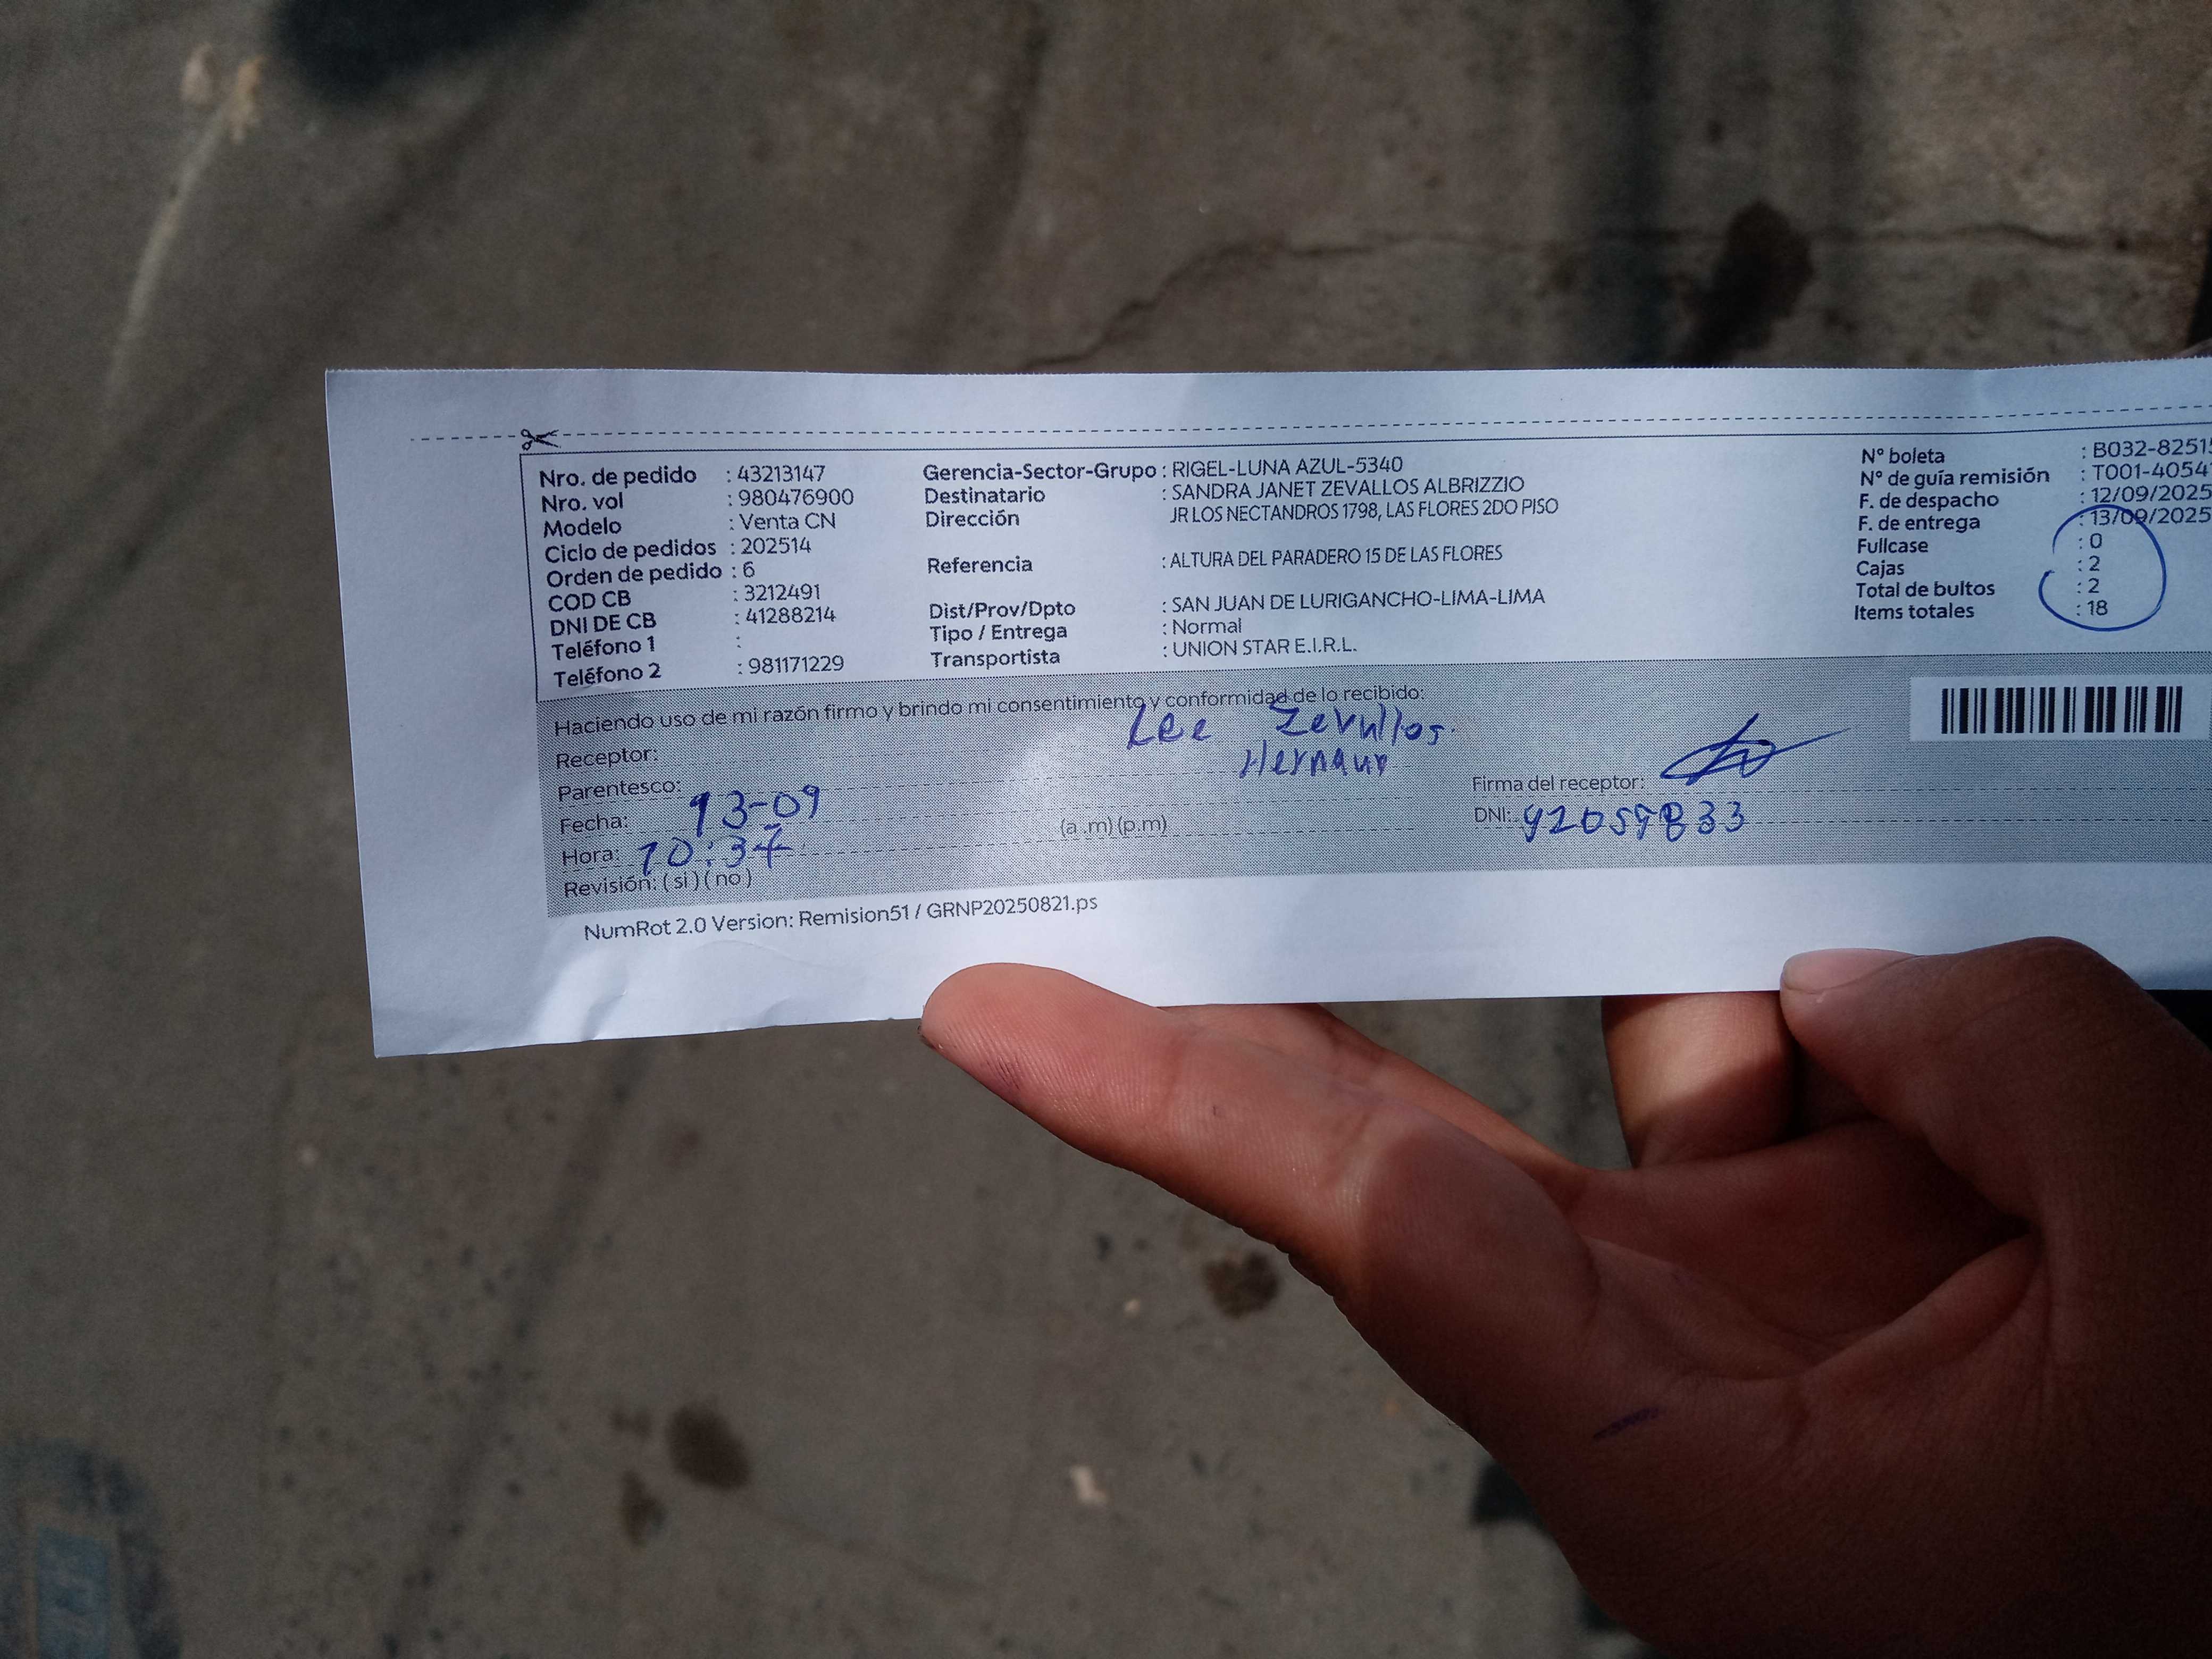 Nro. de pedido : 43213147
Nro. vol : 980476900
Modelo : Venta CN
Ciclo de pedidos : 202514
Orden de pedido : 6
COD CB : 3212491
DNI DE CB : 41288214
Teléfono 1 :
Teléfono 2 : 981171229
Gerencia-Sector-Grupo : RIGEL-LUNA AZUL-5340
Destinatario : SANDRA JANET ZEVALLOS ALBRIZZIO
Dirección JR LOS NECTANDROS 1798, LAS FLORES 2DO PISO
Referencia : ALTURA DEL PARADERO 15 DE LAS FLORES
Dist/Prov/Dpto : SAN JUAN DE LURIGANCHO-LIMA-LIMA
Tipo / Entrega : Normal
Transportista : UNION STAR E.I.R.L.
Nº boleta : B032-8251
Nº de guía remisión : T001-4054
F. de despacho : 12/09/2025
F. de entrega : 13/09/2025
Fullcase : 0
Cajas : 2
Total de bultos : 2
Items totales : 18
Haciendo uso de mi razón firmo y brindo mi consentimiento y conformidad de lo recibido:
Receptor: Lee Zevallos
Parentesco: Hernaur
Fecha: 13-09
Hora: 10:37 (a .m) (p.m)
Revisión: ( si ) ( no )
Firma del receptor:
DNI:
NumRot 2.0 Version: Remision51 / GRNP20250821.ps